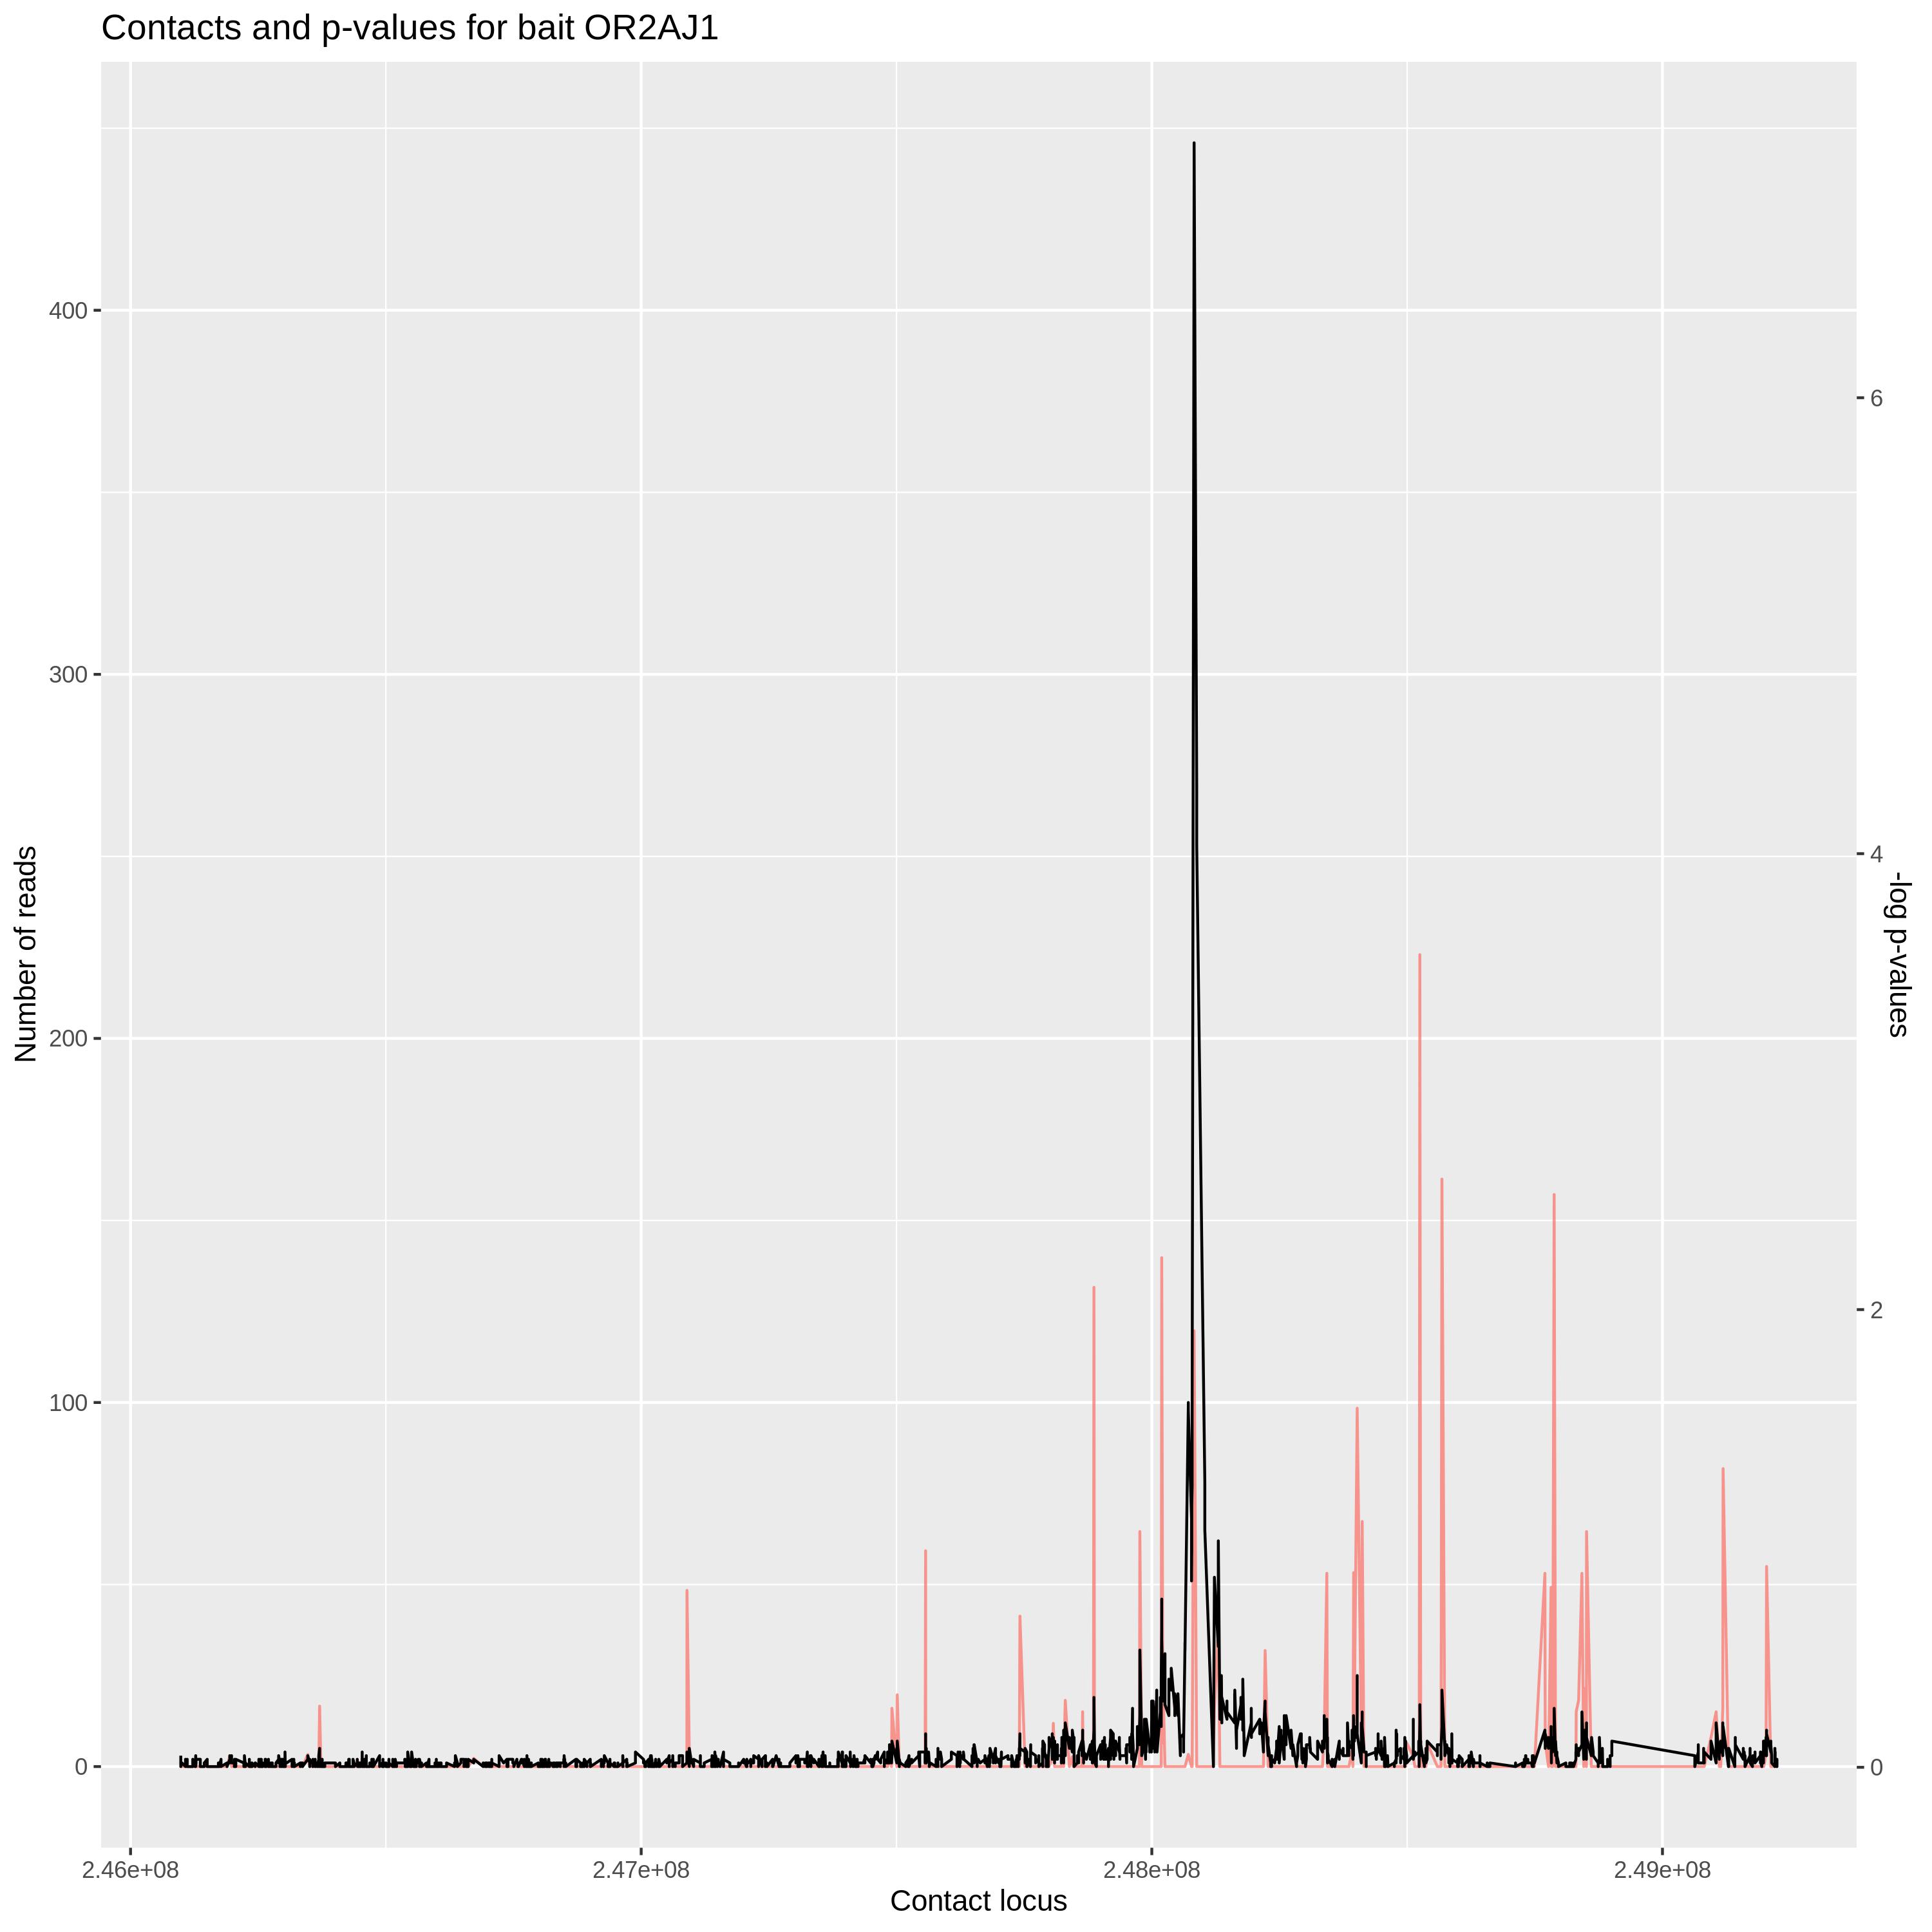 Contacts and p-values for bait OR2AJ1
400
300
200
100
0
Number of reads
6
4
2
0
-log p-values
2.46e+08
2.47e+08
2.48e+08
2.49e+08
Contact locus